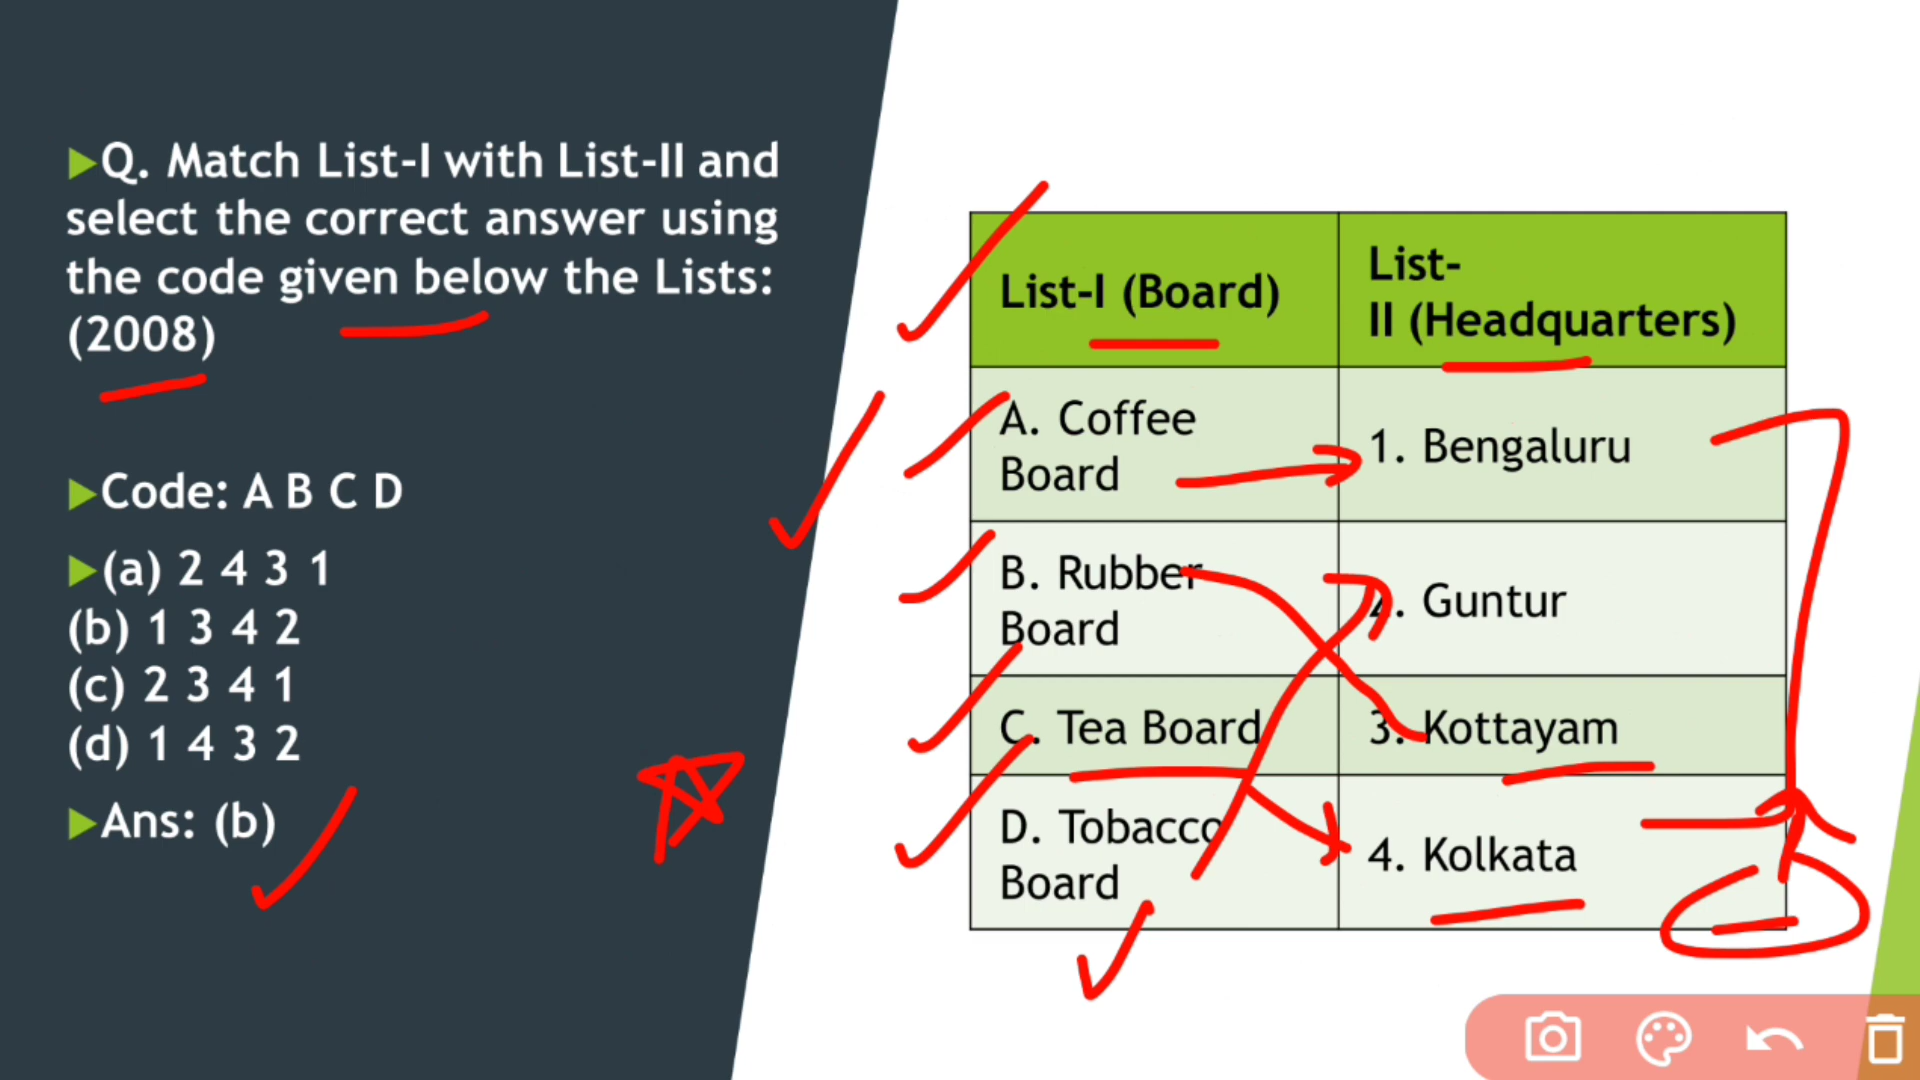 Q. Match List-I with List-II and
select the correct answer using
the code given below the Lists:
(2008)
Code: A B C D
(a) 2 4 3 1
(b) 1 3 4 2
(c) 2 3 4 1
(d) 1 4 3 2
Ans: (b)
List-I (Board)
List-
II (Headquarters)
A. Coffee
Board
1. Bengaluru
B. Rubber
Board
2. Guntur
C. Tea Board
3. Kottayam
D. Tobacco
Board
4. Kolkata